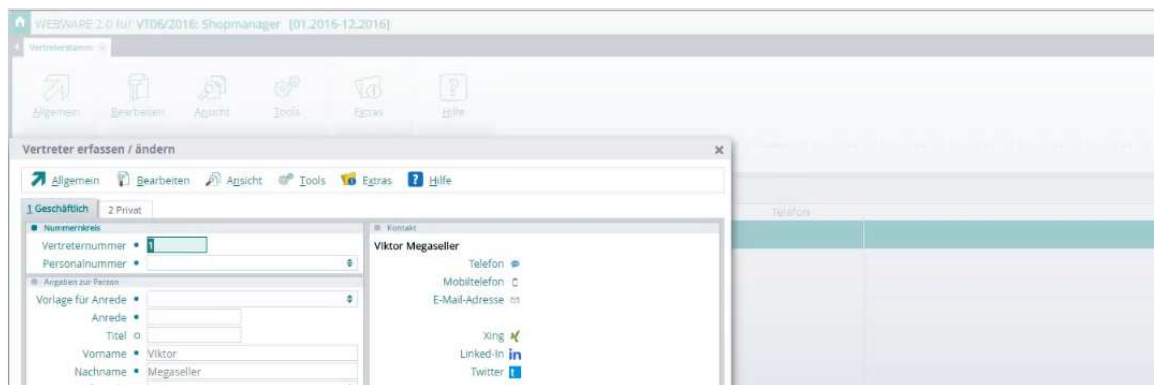 WEBWARE 2.0 für VT06/2016: Shopmanager [01.2016-12.2016]
Vertreterstamm
Allgemein Bearbeiten Ansicht Tools Extras Hilfe
Vertreter erfassen / ändern
Allgemein Bearbeiten Ansicht Tools Extras Hilfe
1 Geschäftlich 2 Privat
Telefon
Nummernkreis
Kontakt
Vertreternummer 1
Viktor Megaseller
Personalnummer
Telefon
Angaben zur Person
Mobiltelefon
Vorlage für Anrede
E-Mail-Adresse
Anrede
Titel
Xing
Vorname Viktor
Linked-In in
Nachname Megaseller
Twitter t